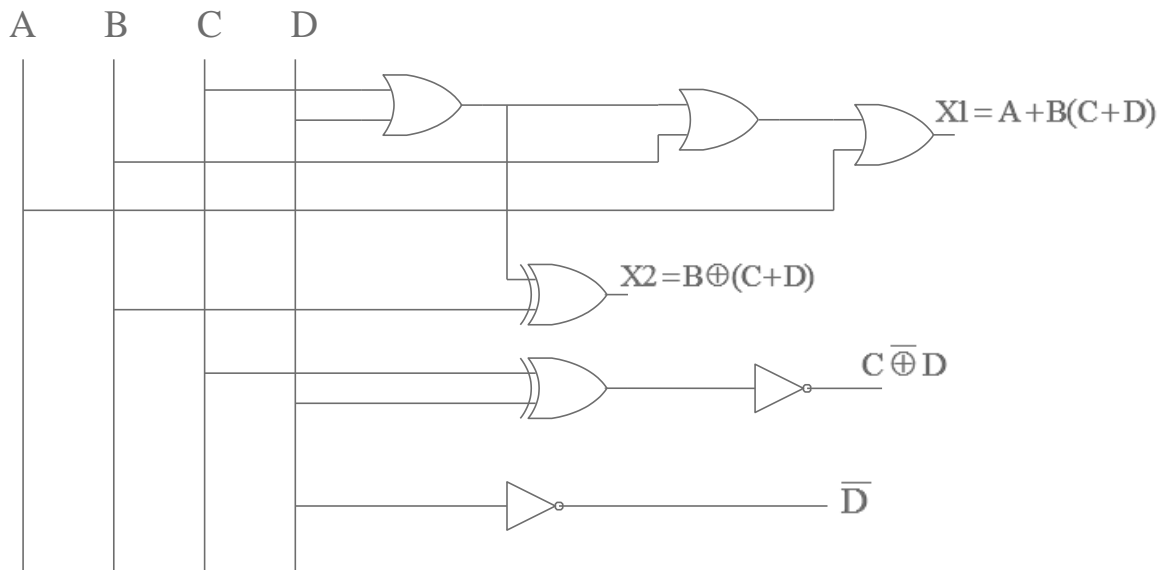 A B C D
X1=A+B(C+D)
X2=B⊕(C+D)
C ⊕̅ D
D̅